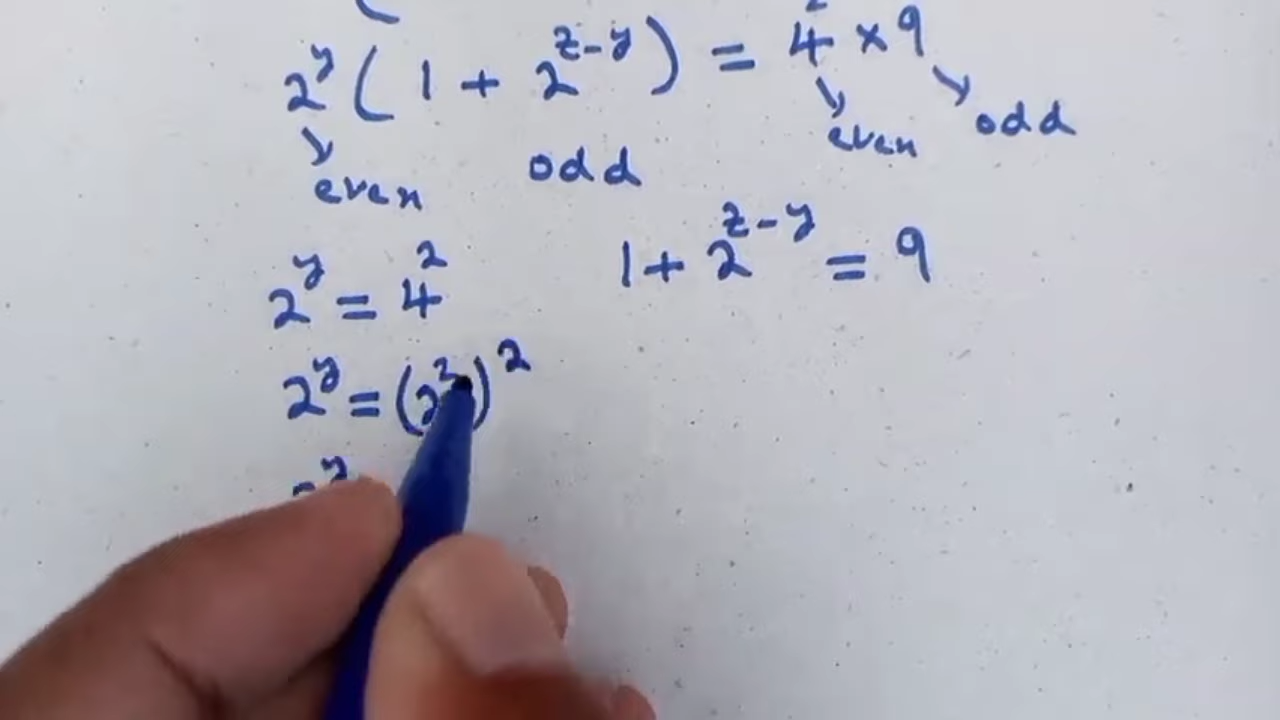 2^y ( 1 + 2^{z-y} ) = 4^2 × 9
even odd even odd
2^y = 4^2 1 + 2^{z-y} = 9
2^y = (2^2)^2
2^y